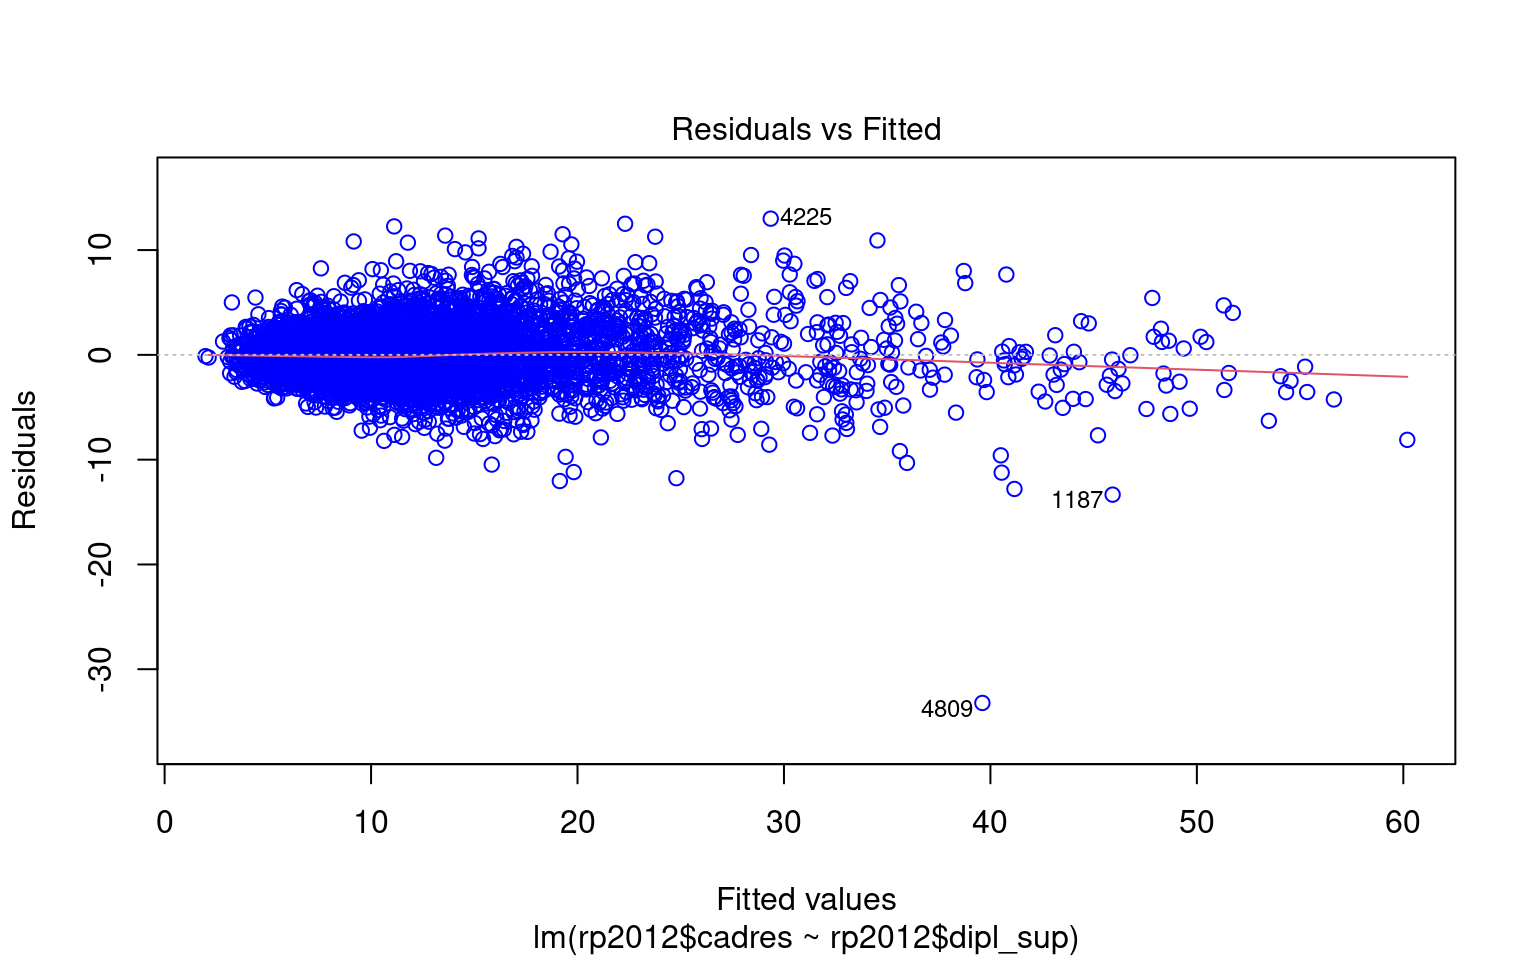 Residuals vs Fitted
4225
1187
4809
Residuals
10
0
-10
-20
-30
0 10 20 30 40 50 60
Fitted values
lm(rp2012$cadres ~ rp2012$dipl_sup)